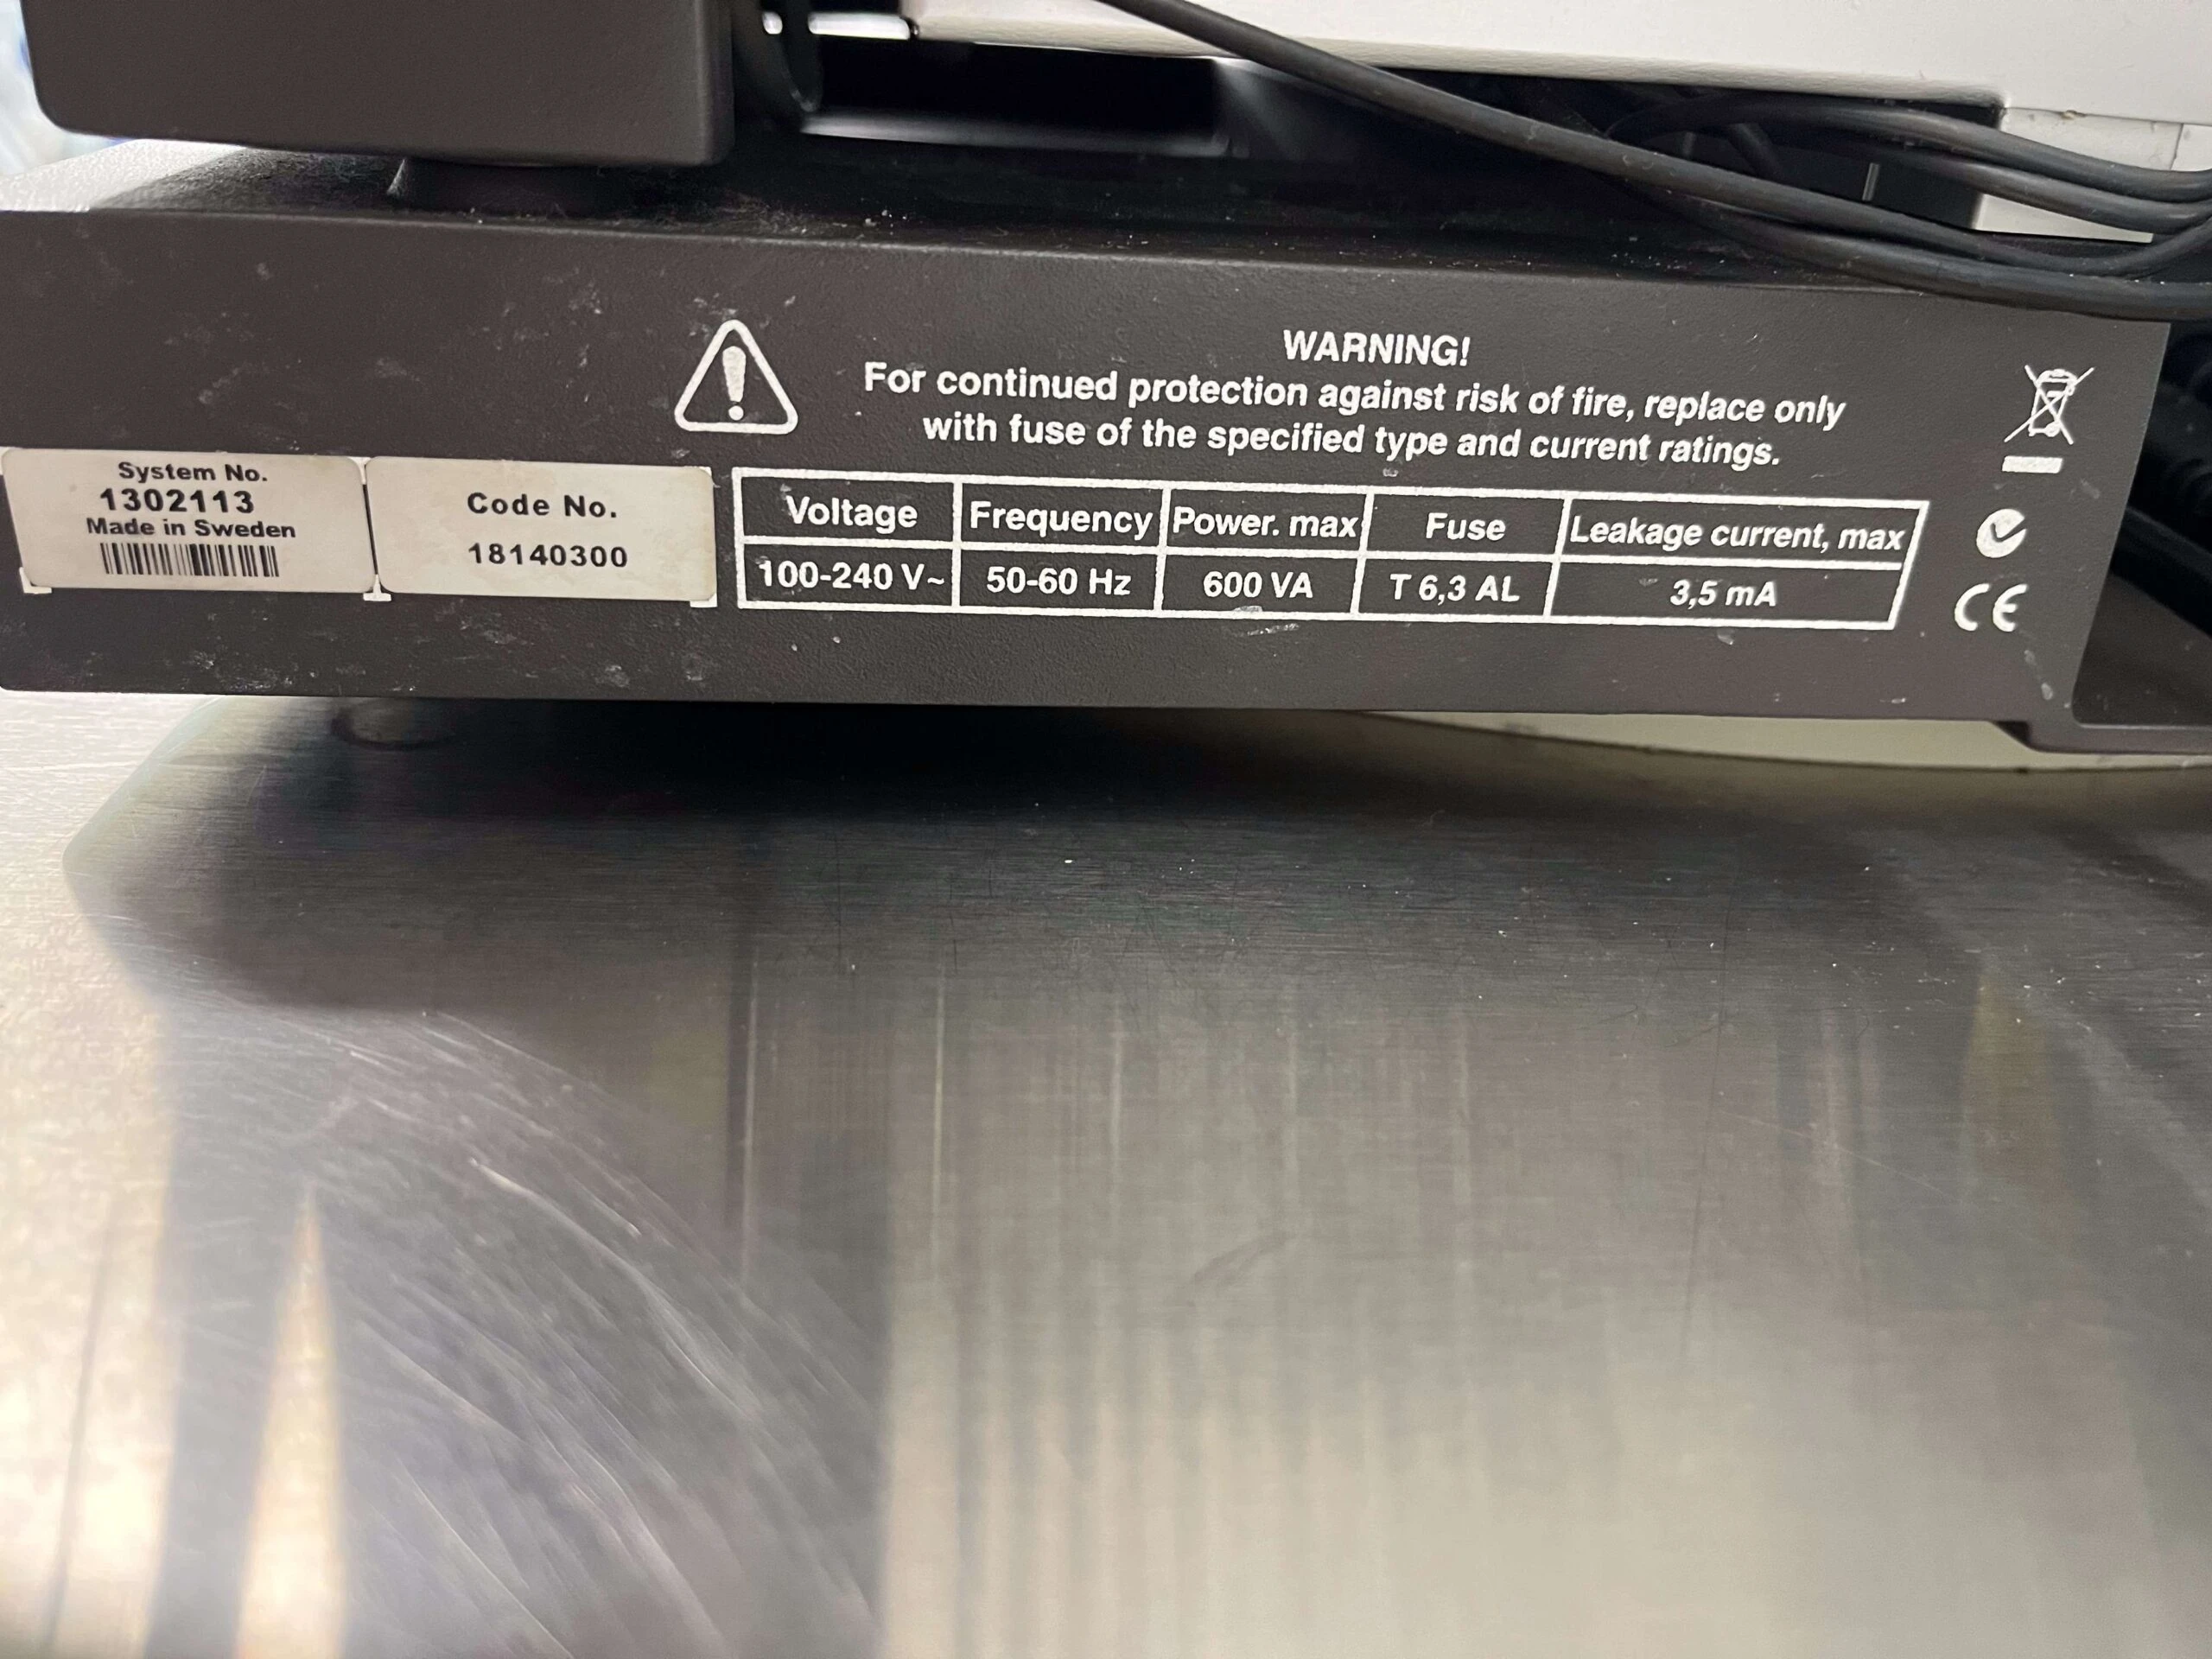 WARNING!
For continued protection against risk of fire, replace only
with fuse of the specified type and current ratings.
System No.
1302113
Made in Sweden
Code No.
18140300
Voltage Frequency Power. max Fuse Leakage current, max
100-240 V~ 50-60 Hz 600 VA T 6,3 AL 3,5 mA
CE